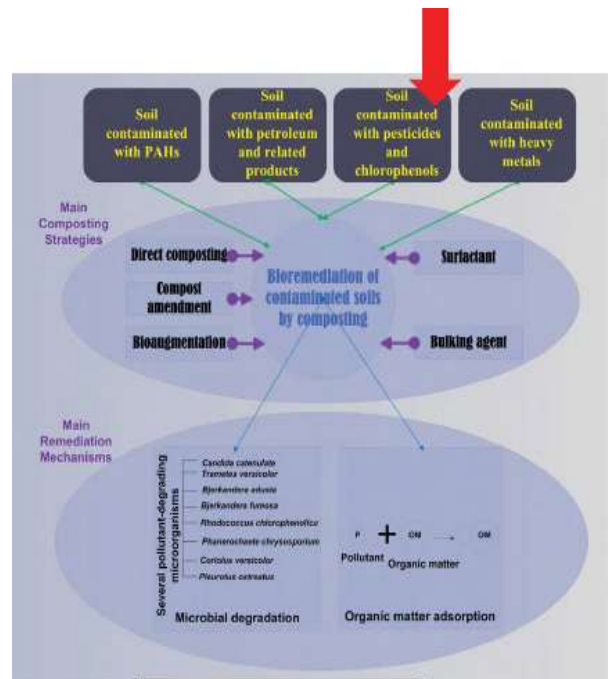 Soil
contaminated
with PAHs
Soil
contaminated
with petroleum
and related
products
Soil
contaminated
with pesticides
and
chlorophenols
Soil
contaminated
with heavy
metals
Main
Composting
Strategies
Direct composting
Compost
amendment
Bioaugmentation
Bioremediation of
contaminated soils
by composting
Surfactant
Bulking agent
Main
Remediation
Mechanisms
Several pollutant-degrading
microorganisms
Candida catenulate
Trametes versicolor
Bjerkandera adusta
Bjerkandera fumosa
Rhodococcus chlorophenolico
Phanerochaete chrysosporium
Coriolus versicolor
Pleurotus ostreatus
Microbial degradation
P + OM → OM
Pollutant Organic matter
Organic matter adsorption